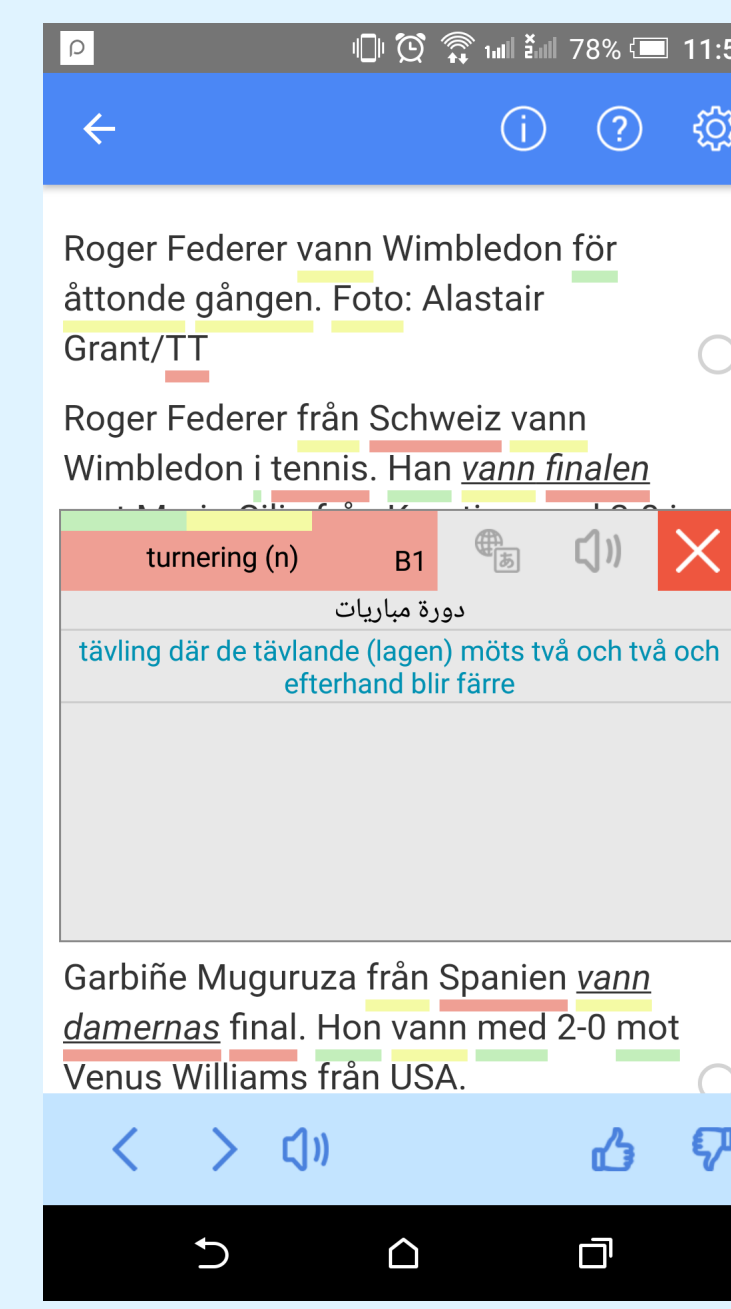 78% 11:5
Roger Federer vann Wimbledon för
åttonde gången. Foto: Alastair
Grant/TT
Roger Federer från Schweiz vann
Wimbledon i tennis. Han vann finalen
turnering (n) B1
دورة مباريات
tävling där de tävlande (lagen) möts två och två och
efterhand blir färre
Garbiñe Muguruza från Spanien vann
damernas final. Hon vann med 2-0 mot
Venus Williams från USA.